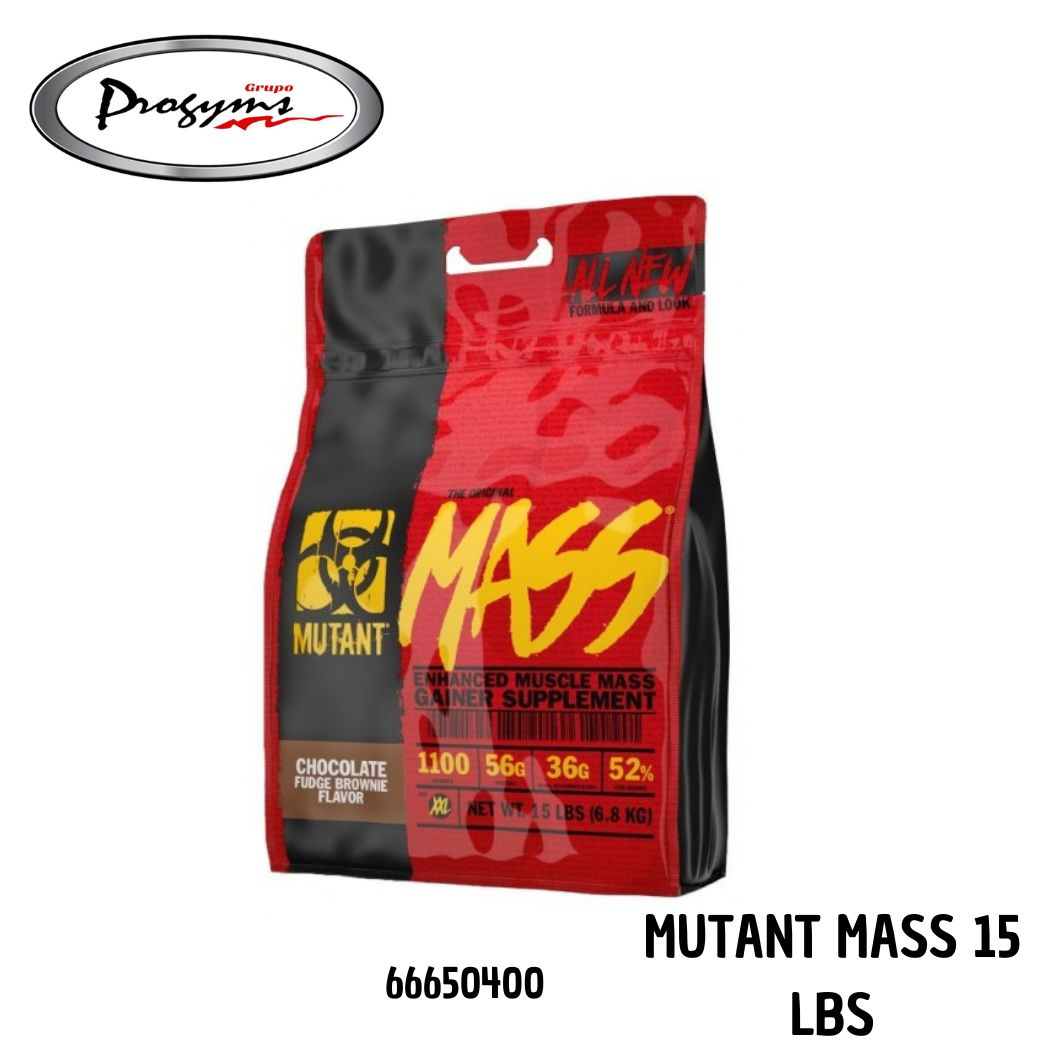 Grupo
Progyms
ALL NEW
FORMULA AND LOOK
THE ORIGINAL
MASS®
MUTANT®
ENHANCED MUSCLE MASS
GAINER SUPPLEMENT
CHOCOLATE
FUDGE BROWNIE
FLAVOR
1100 56G 36G 52%
CALORIES
XXL NET WT. 15 LBS (6.8 KG)
66650400
MUTANT MASS 15
LBS